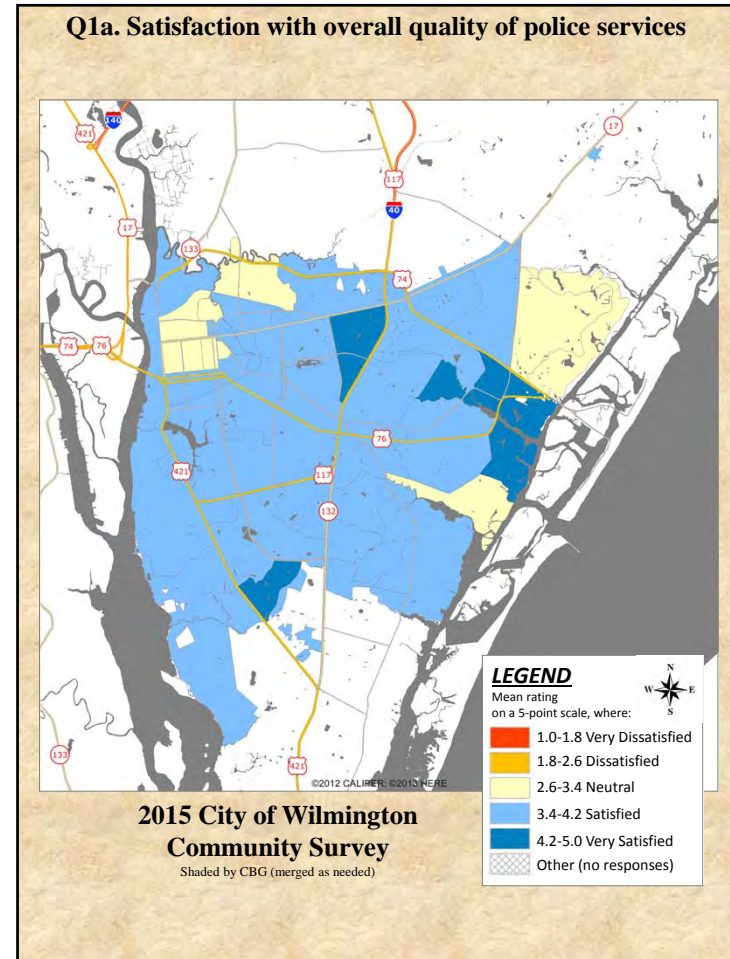 Q1a. Satisfaction with overall quality of police services
140
421
17
117
40
17
133
74
74
76
76
421
117
132
133
421
©2012 CALIPER; ©2013 HERE
LEGEND
Mean rating
on a 5-point scale, where:
N
W E
S
1.0-1.8 Very Dissatisfied
1.8-2.6 Dissatisfied
2.6-3.4 Neutral
3.4-4.2 Satisfied
4.2-5.0 Very Satisfied
Other (no responses)
2015 City of Wilmington
Community Survey
Shaded by CBG (merged as needed)